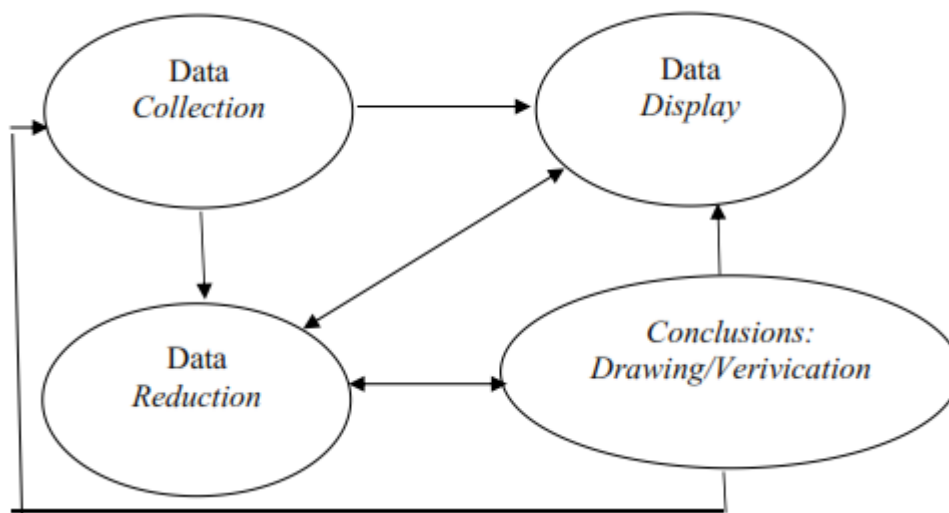 Data
Collection
Data
Display
Data
Reduction
Conclusions:
Drawing/Verivication